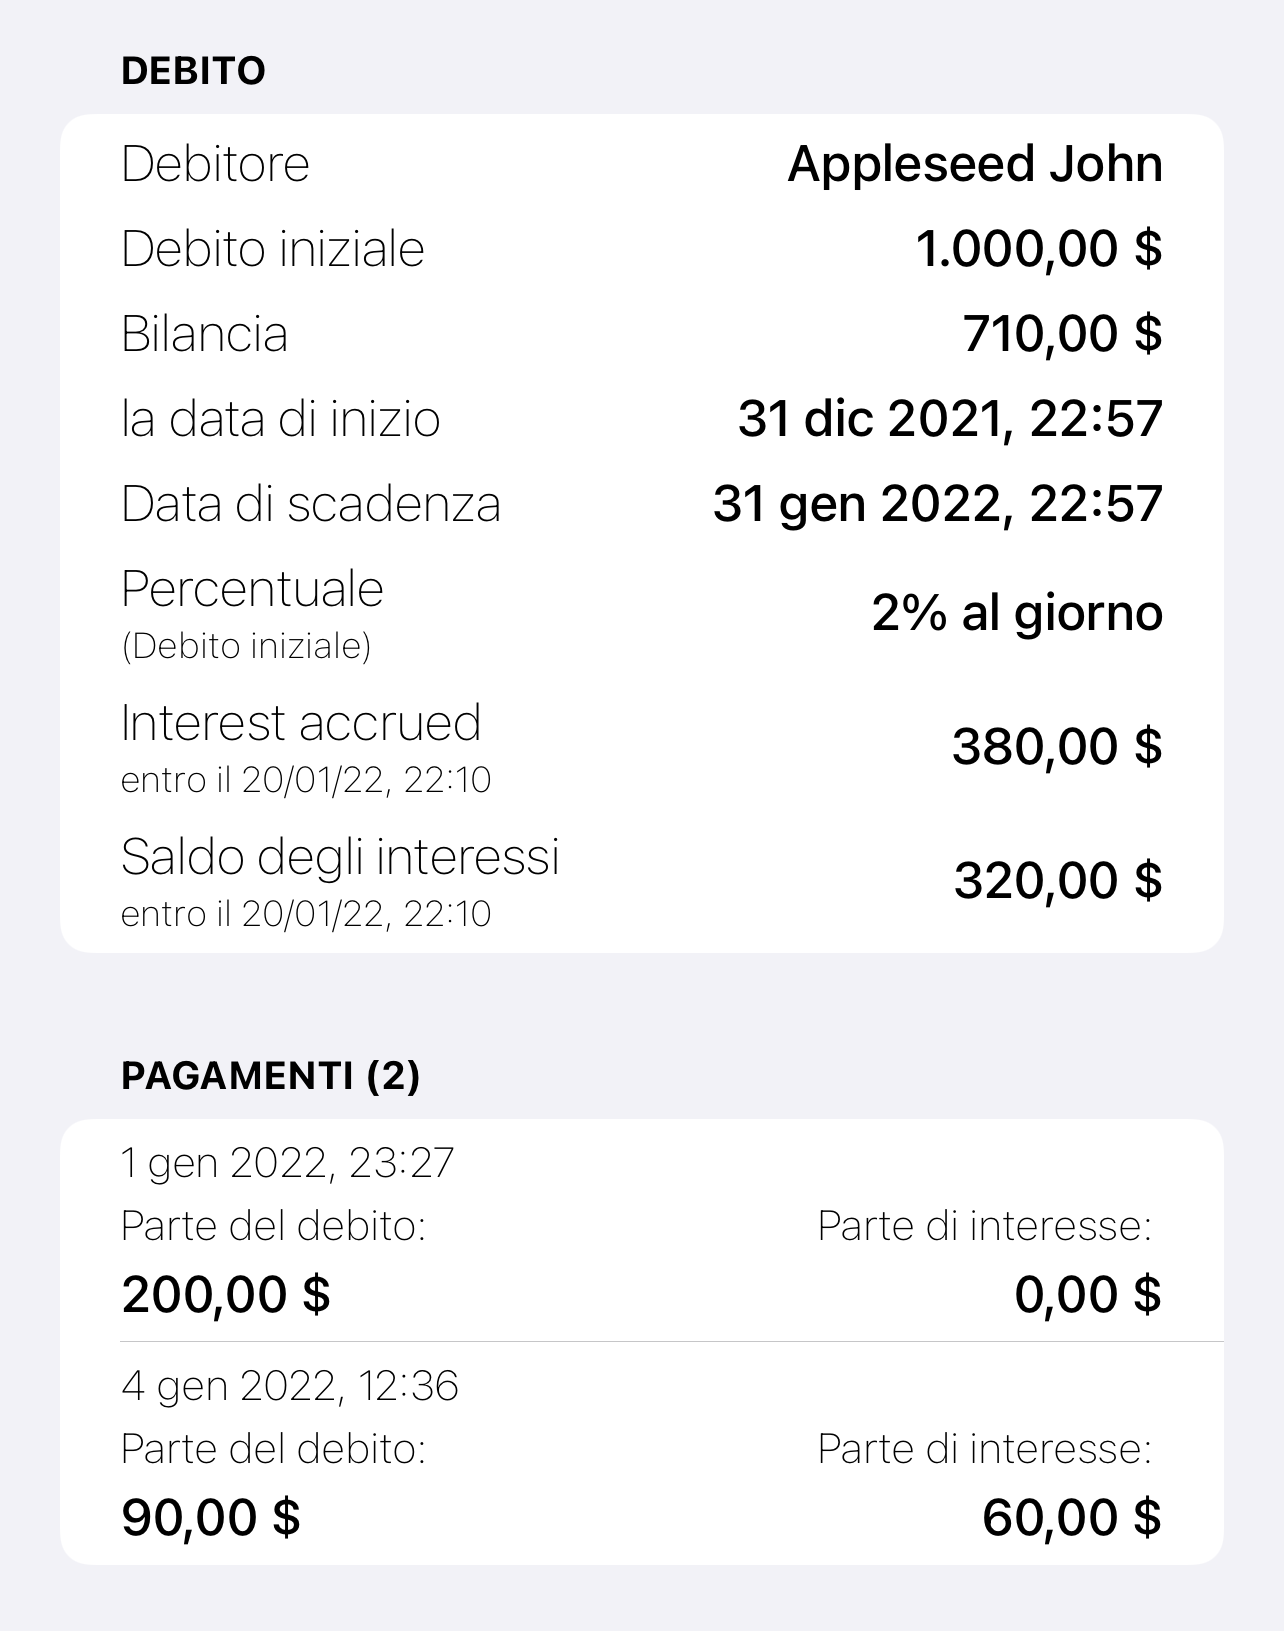 DEBITO
Debitore Appleseed John
Debito iniziale 1.000,00 $
Bilancia 710,00 $
la data di inizio 31 dic 2021, 22:57
Data di scadenza 31 gen 2022, 22:57
Percentuale 2% al giorno
(Debito iniziale)
Interest accrued 380,00 $
entro il 20/01/22, 22:10
Saldo degli interessi 320,00 $
entro il 20/01/22, 22:10
PAGAMENTI (2)
1 gen 2022, 23:27
Parte del debito: Parte di interesse:
200,00 $ 0,00 $
4 gen 2022, 12:36
Parte del debito: Parte di interesse:
90,00 $ 60,00 $